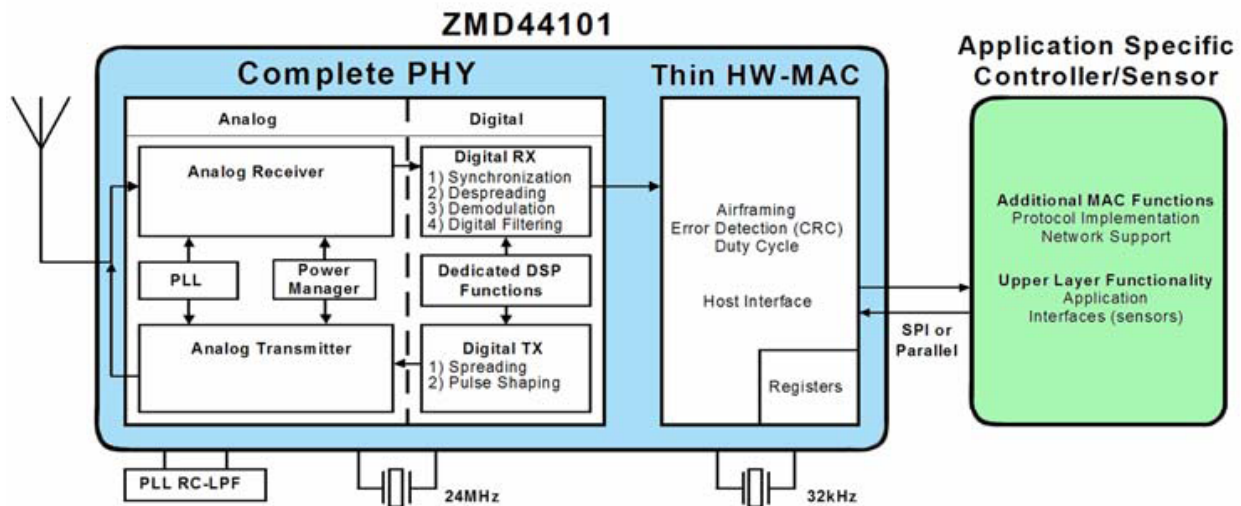 ZMD44101
Complete PHY
Thin HW-MAC
Application Specific
Controller/Sensor
Analog
Digital
Analog Receiver
Digital RX
1) Synchronization
2) Despreading
3) Demodulation
4) Digital Filtering
PLL
Power
Manager
Dedicated DSP
Functions
Analog Transmitter
Digital TX
1) Spreading
2) Pulse Shaping
Airframing
Error Detection (CRC)
Duty Cycle
Host Interface
Registers
SPI or
Parallel
Additional MAC Functions
Protocol Implementation
Network Support
Upper Layer Functionality
Application
Interfaces (sensors)
PLL RC-LPF
24MHz
32kHz